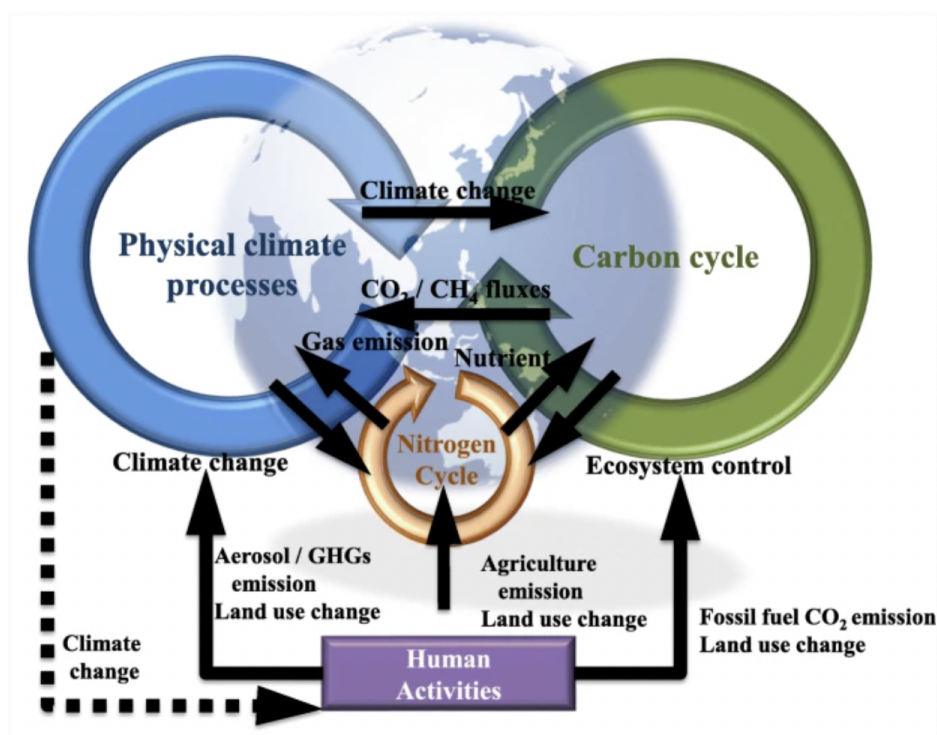 Climate change
Physical climate
processes
Carbon cycle
CO₂ / CH₄ fluxes
Gas emission
Nutrient
Nitrogen
Cycle
Climate change
Ecosystem control
Aerosol / GHGs
emission
Land use change
Agriculture
emission
Land use change
Fossil fuel CO₂ emission
Land use change
Climate
change
Human
Activities